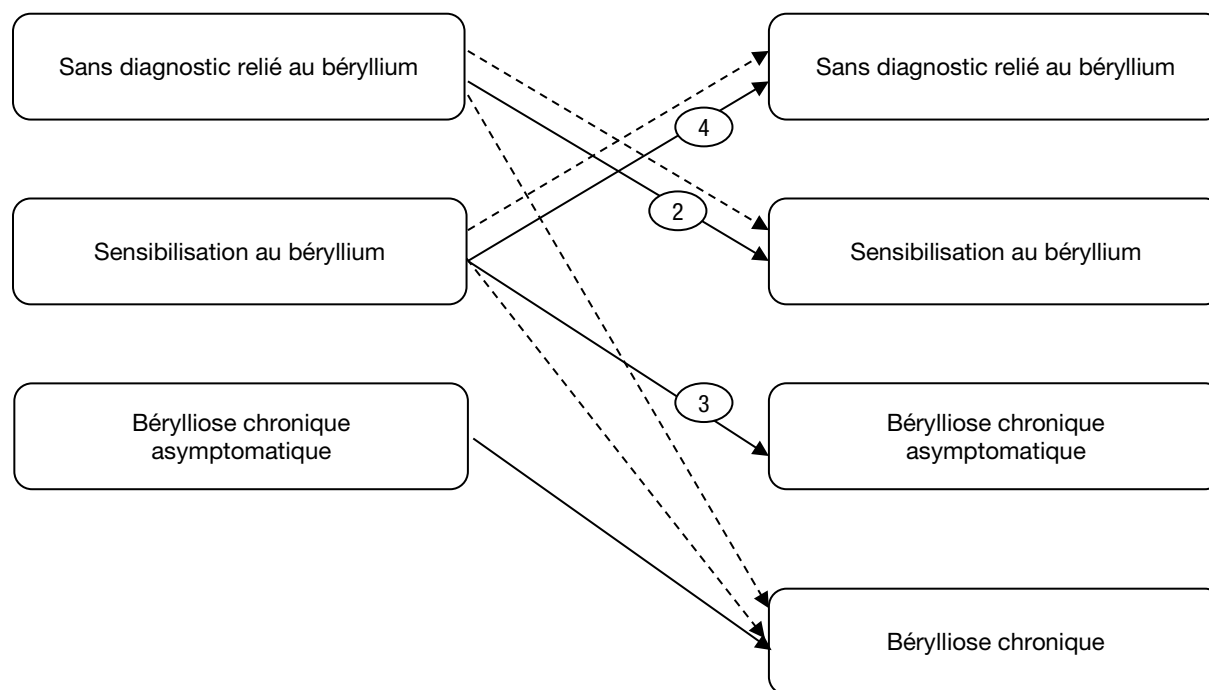 Sans diagnostic relié au béryllium
Sans diagnostic relié au béryllium
4
2
Sensibilisation au béryllium
Sensibilisation au béryllium
3
Bérylliose chronique
asymptomatique
Bérylliose chronique
asymptomatique
Bérylliose chronique